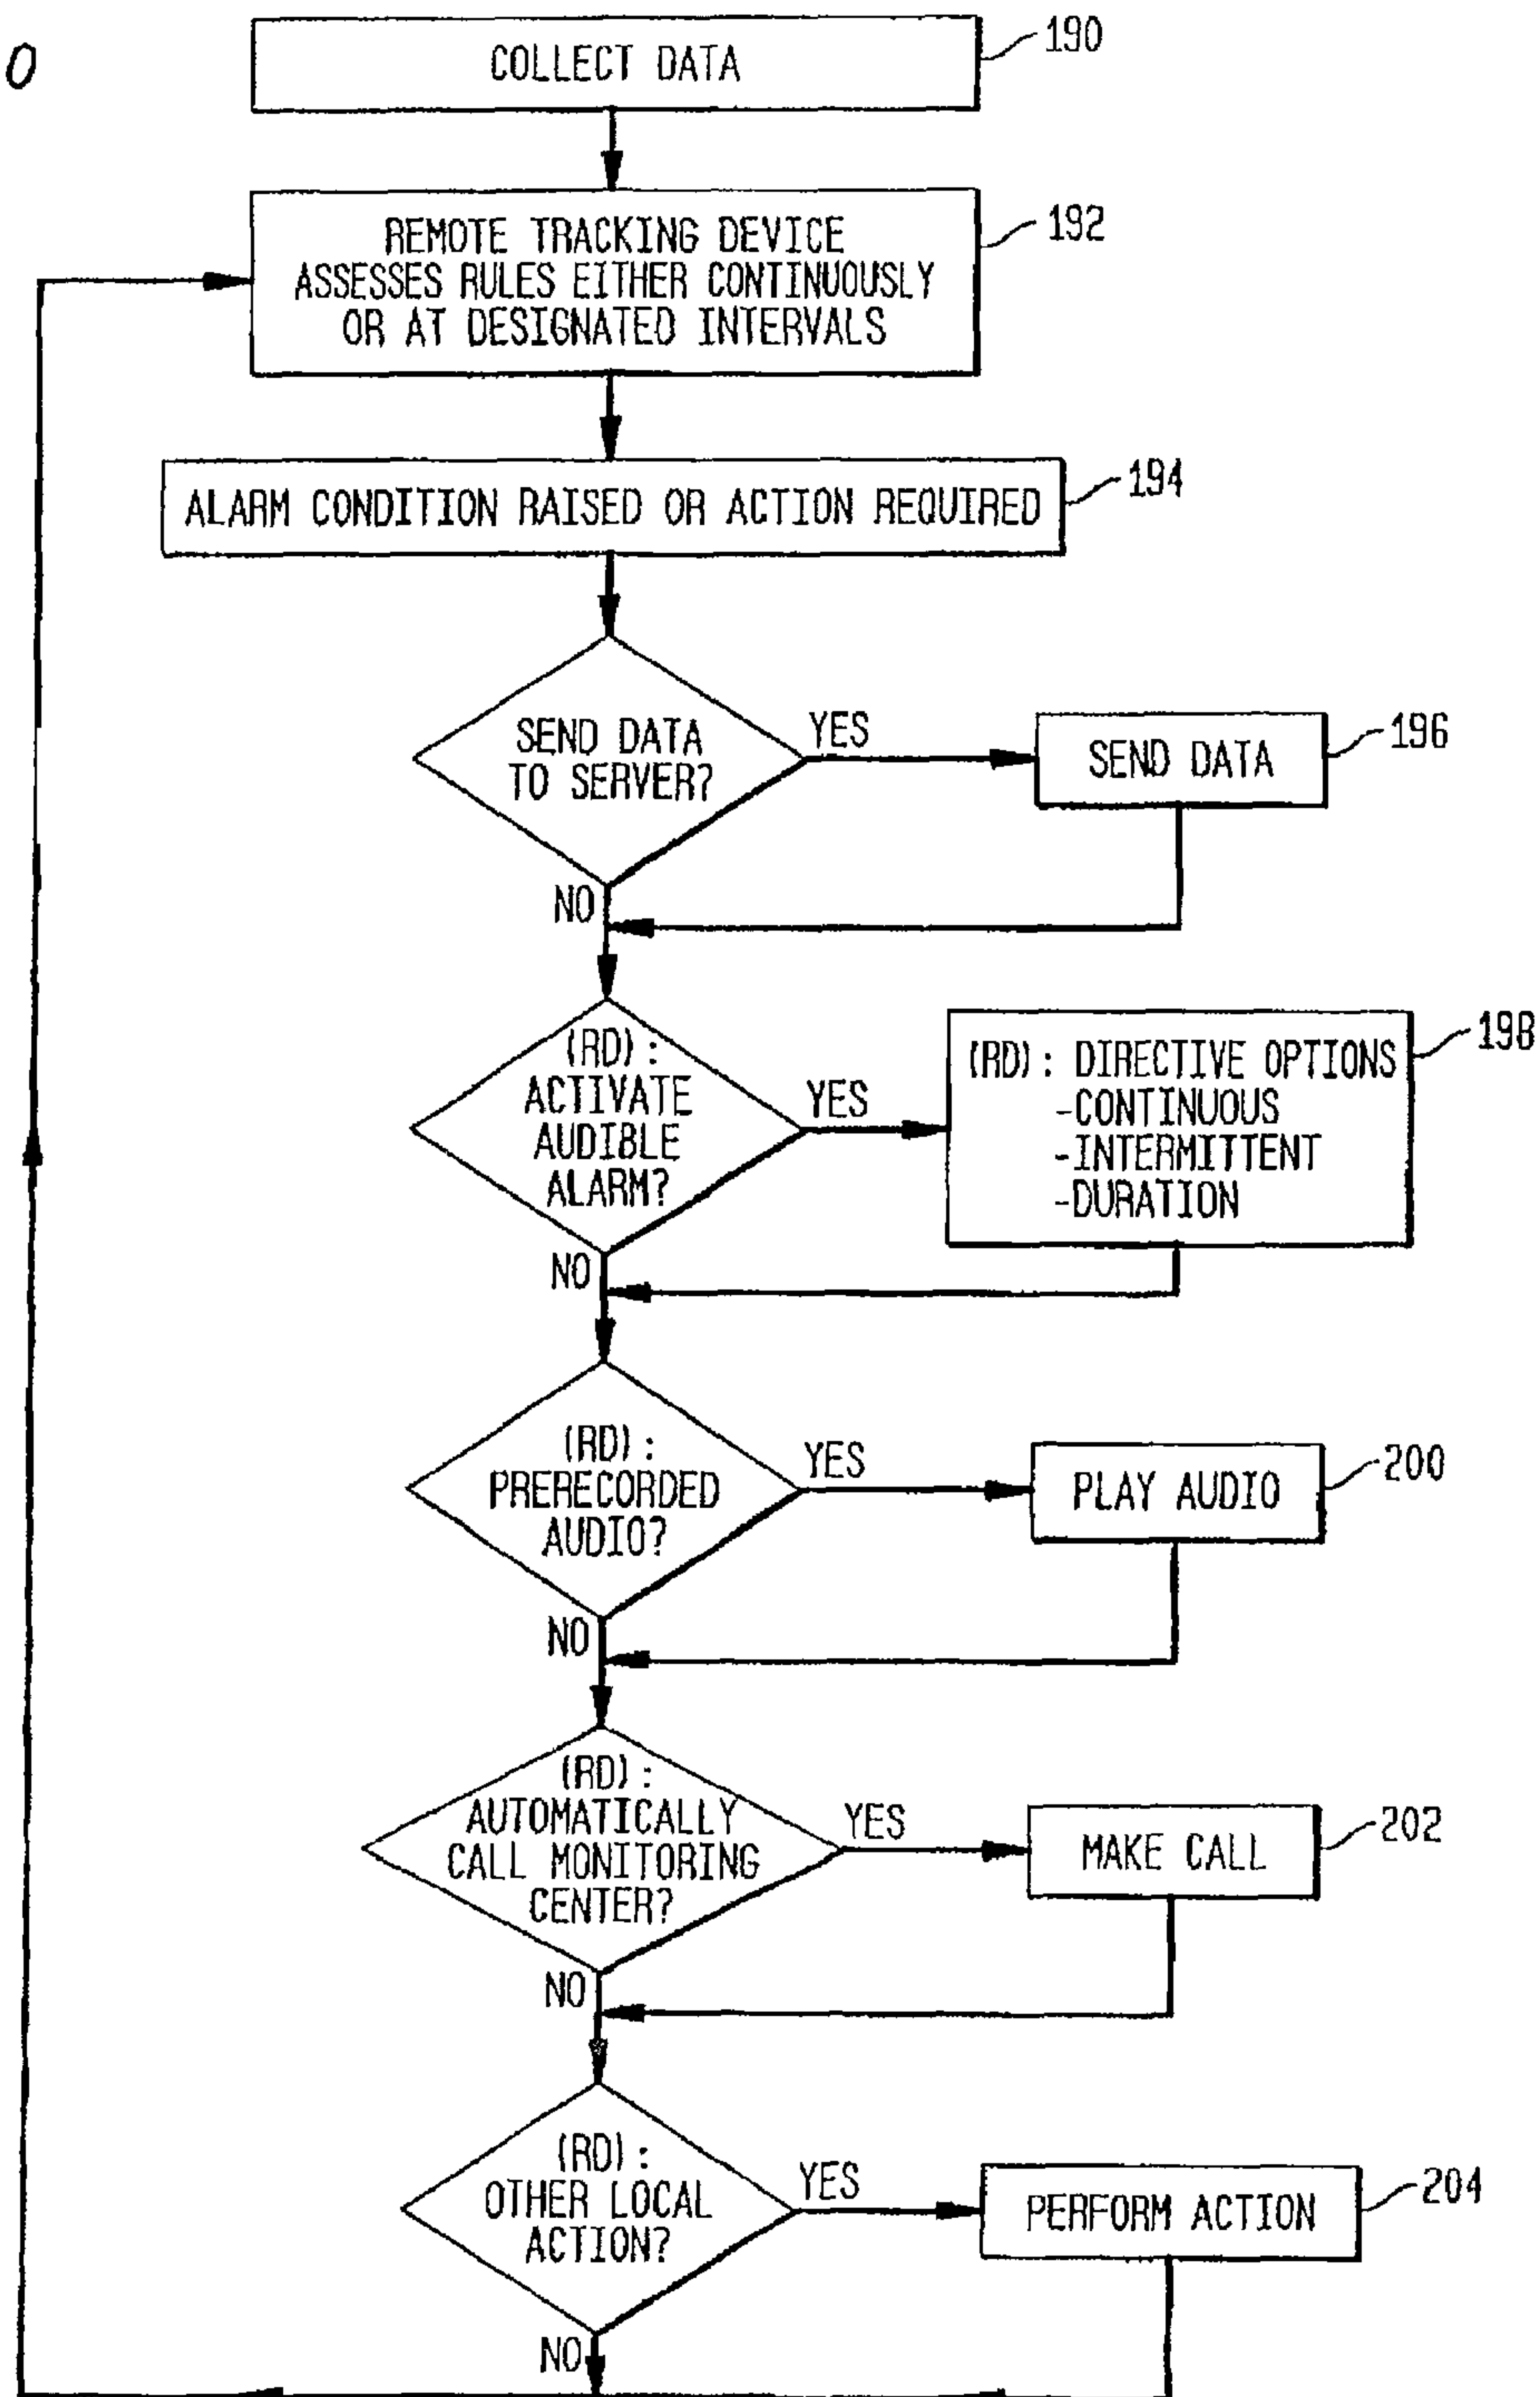 0
COLLECT DATA
190
REMOTE TRACKING DEVICE
ASSESSES RULES EITHER CONTINUOUSLY
OR AT DESIGNATED INTERVALS
192
ALARM CONDITION RAISED OR ACTION REQUIRED
194
SEND DATA
TO SERVER?
YES
SEND DATA
196
NO
(RD):
ACTIVATE
AUDIBLE
ALARM?
YES
(RD): DIRECTIVE OPTIONS
-CONTINUOUS
-INTERMITTENT
-DURATION
198
NO
(RD):
PRERECORDED
AUDIO?
YES
PLAY AUDIO
200
NO
(RD):
AUTOMATICALLY
CALL MONITORING
CENTER?
YES
MAKE CALL
202
NO
(RD):
OTHER LOCAL
ACTION?
YES
PERFORM ACTION
204
NO